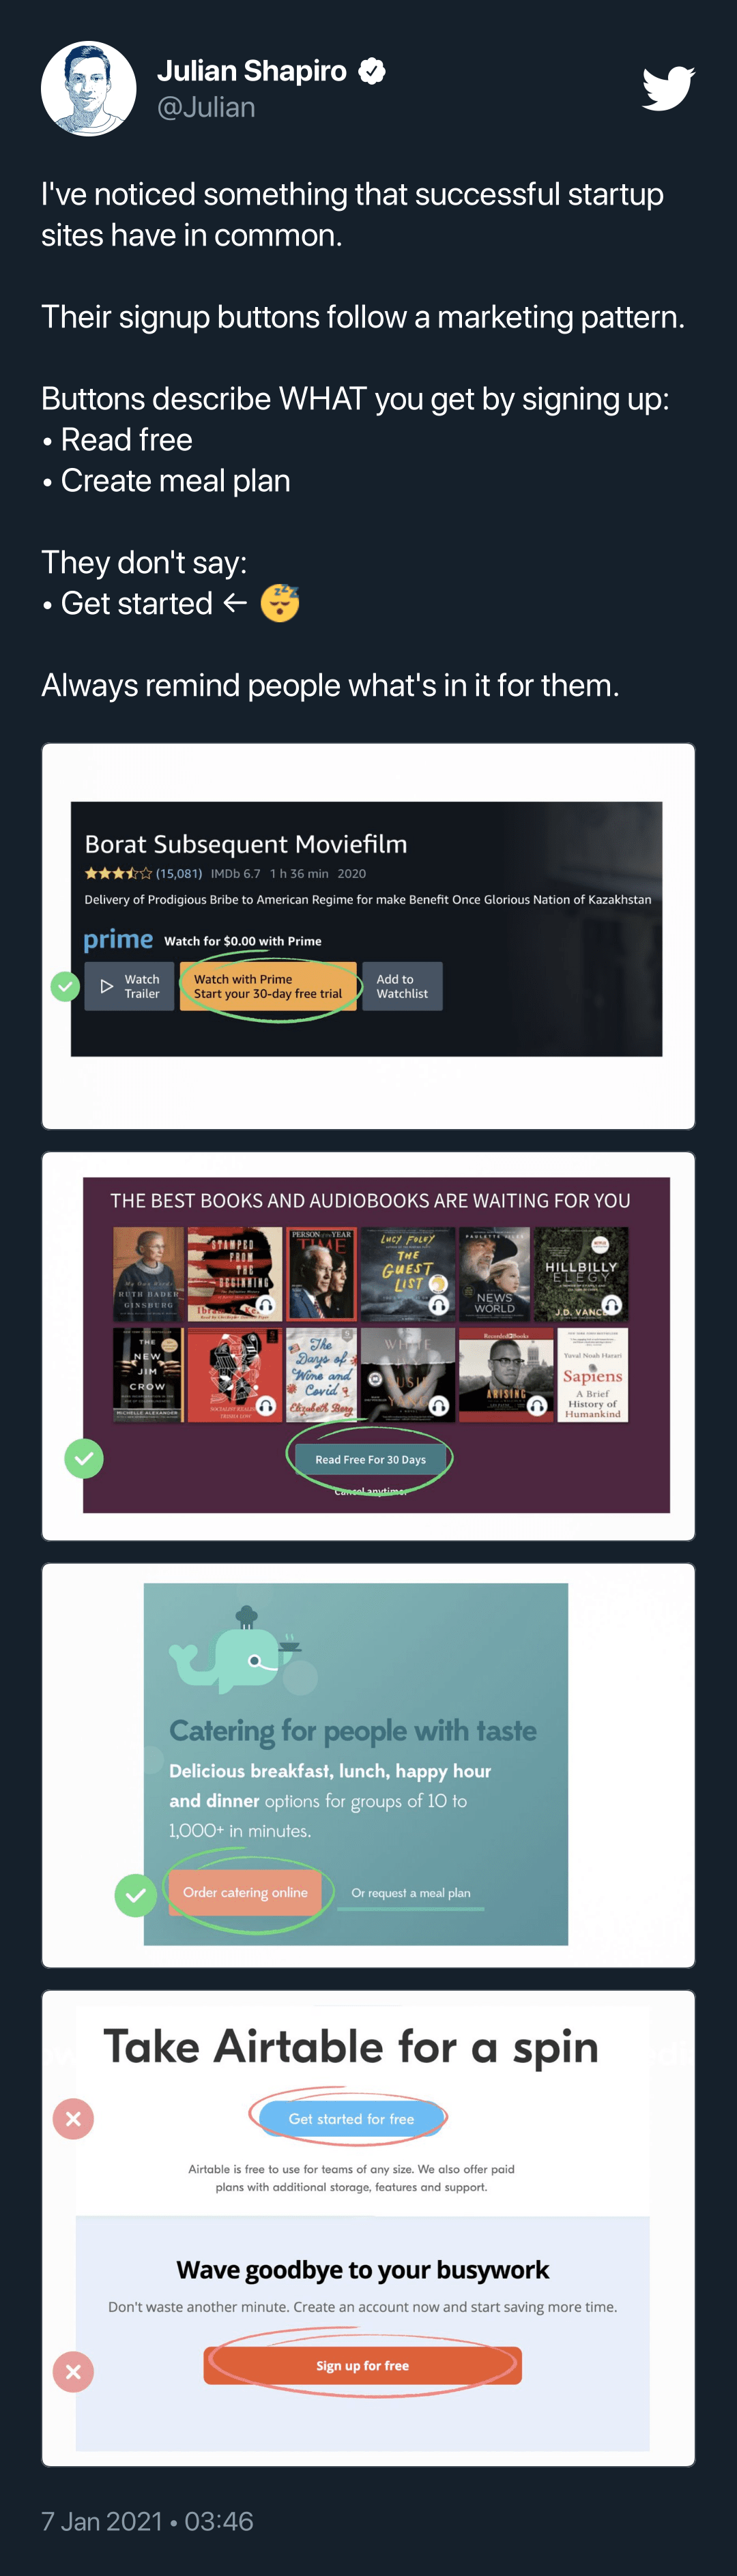 Julian Shapiro
@Julian
I've noticed something that successful startup
sites have in common.
Their signup buttons follow a marketing pattern.
Buttons describe WHAT you get by signing up:
• Read free
• Create meal plan
They don't say:
• Get started ← 😴
Always remind people what's in it for them.
Borat Subsequent Moviefilm
(15,081) IMDb 6.7 1 h 36 min 2020
Delivery of Prodigious Bribe to American Regime for make Benefit Once Glorious Nation of Kazakhstan
prime Watch for $0.00 with Prime
Watch
Trailer
Watch with Prime
Start your 30-day free trial
Add to
Watchlist
THE BEST BOOKS AND AUDIOBOOKS ARE WAITING FOR YOU
My Own Words
RUTH BADER
GINSBURG
STAMPED
FROM
THE
BEGINNING
PERSON of the YEAR
TIME
LUCY FOLEY
THE
GUEST
LIST
PAULETTE JILES
NEWS
WORLD
HILLBILLY
ELEGY
J.D. VANC
THE
NEW
JIM
CROW
MICHELLE ALEXANDER
The
Days of
Wine and
Covid
Elizabeth Berg
Recorded Books
ARISING
Yuval Noah Harari
Sapiens
A Brief
History of
Humankind
Read Free For 30 Days
Cancel anytime.
Catering for people with taste
Delicious breakfast, lunch, happy hour
and dinner options for groups of 10 to
1,000+ in minutes.
Order catering online
Or request a meal plan
Take Airtable for a spin
Get started for free
Airtable is free to use for teams of any size. We also offer paid
plans with additional storage, features and support.
Wave goodbye to your busywork
Don't waste another minute. Create an account now and start saving more time.
Sign up for free
7 Jan 2021 • 03:46